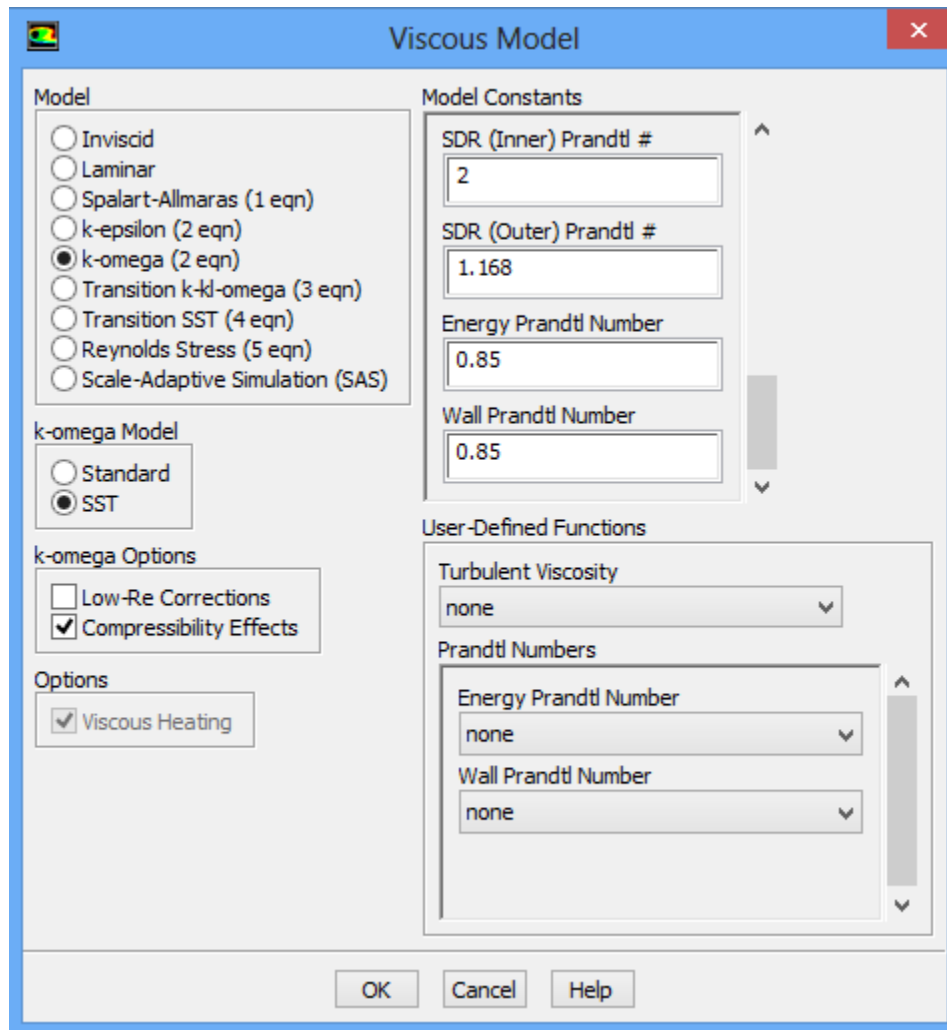 Viscous Model
Model
Inviscid
Laminar
Spalart-Allmaras (1 eqn)
k-epsilon (2 eqn)
k-omega (2 eqn)
Transition k-kl-omega (3 eqn)
Transition SST (4 eqn)
Reynolds Stress (5 eqn)
Scale-Adaptive Simulation (SAS)
k-omega Model
Standard
SST
k-omega Options
Low-Re Corrections
Compressibility Effects
Options
Viscous Heating
Model Constants
SDR (Inner) Prandtl #
2
SDR (Outer) Prandtl #
1.168
Energy Prandtl Number
0.85
Wall Prandtl Number
0.85
User-Defined Functions
Turbulent Viscosity
none
Prandtl Numbers
Energy Prandtl Number
none
Wall Prandtl Number
none
OK
Cancel
Help